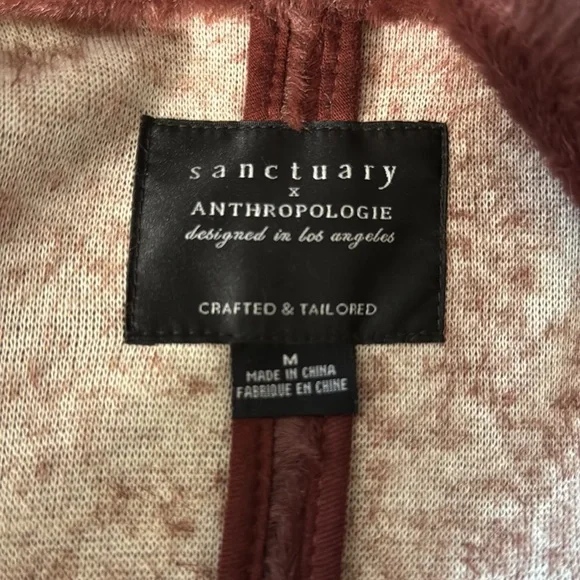 sanctuary
x
ANTHROPOLOGIE
designed in los angeles
CRAFTED & TAILORED
M
MADE IN CHINA
FABRIQUE EN CHINE